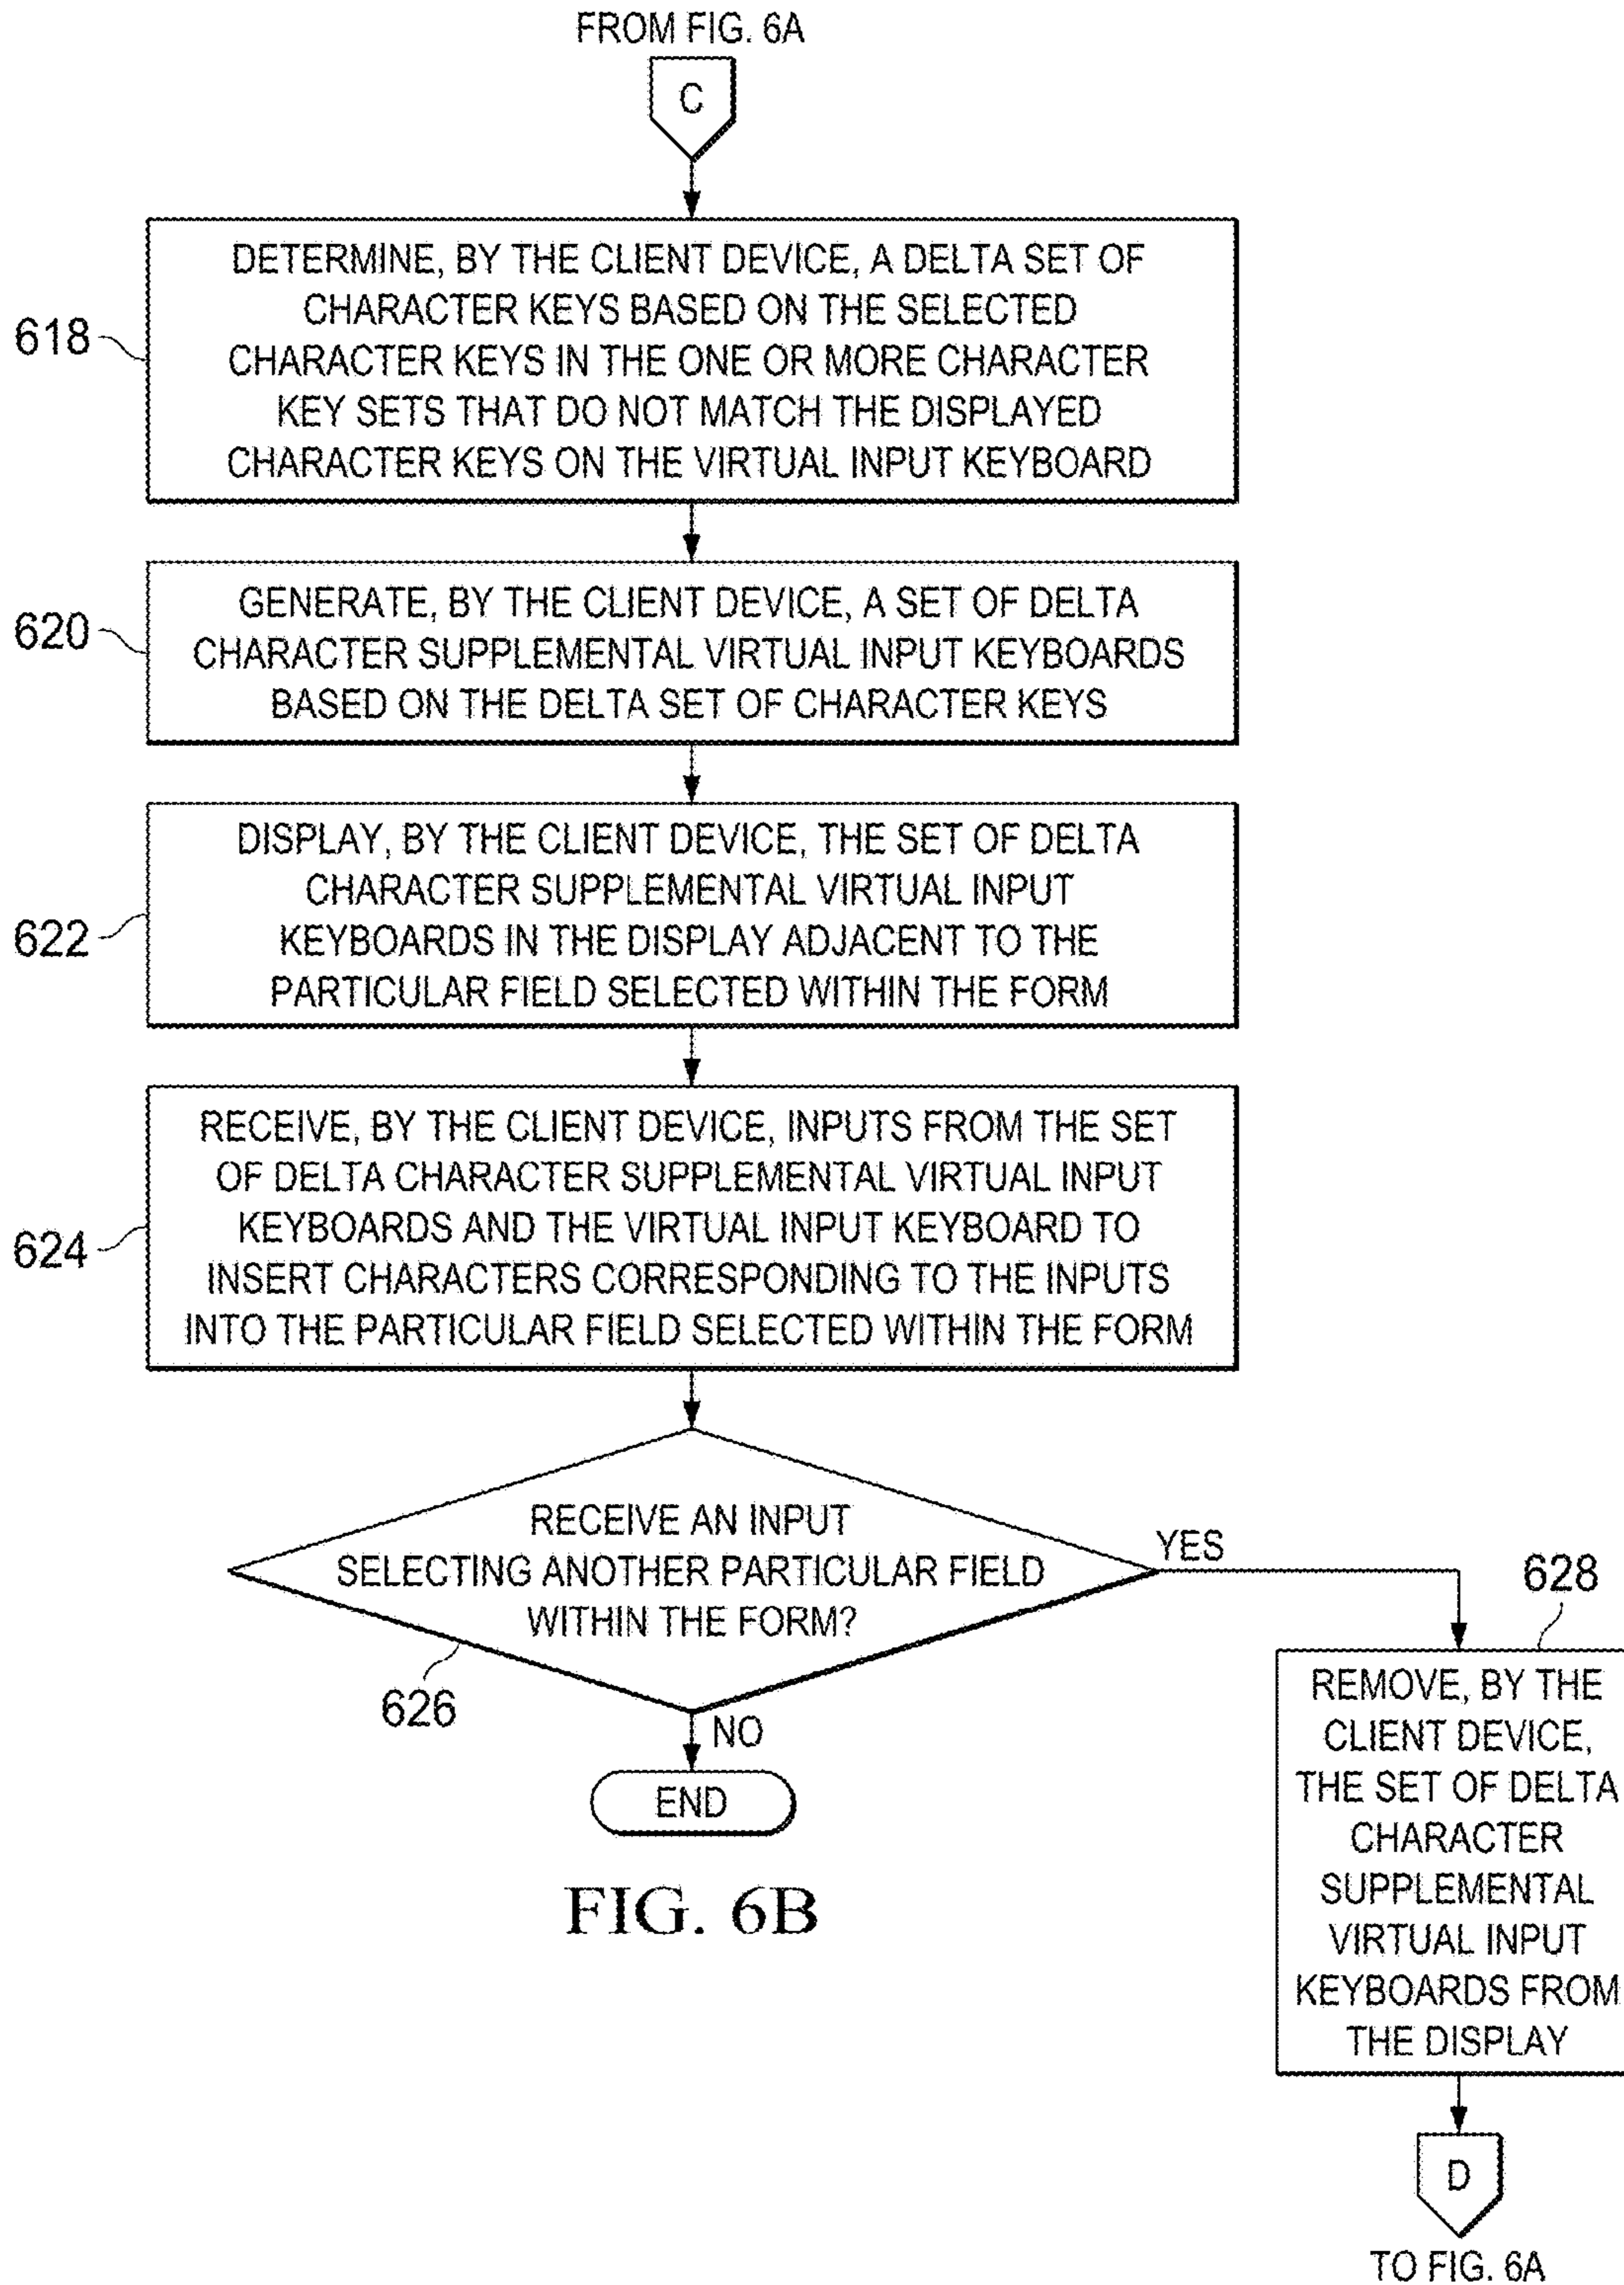 FROM FIG. 6A
C
618
DETERMINE, BY THE CLIENT DEVICE, A DELTA SET OF
CHARACTER KEYS BASED ON THE SELECTED
CHARACTER KEYS IN THE ONE OR MORE CHARACTER
KEY SETS THAT DO NOT MATCH THE DISPLAYED
CHARACTER KEYS ON THE VIRTUAL INPUT KEYBOARD
620
GENERATE, BY THE CLIENT DEVICE, A SET OF DELTA
CHARACTER SUPPLEMENTAL VIRTUAL INPUT KEYBOARDS
BASED ON THE DELTA SET OF CHARACTER KEYS
622
DISPLAY, BY THE CLIENT DEVICE, THE SET OF DELTA
CHARACTER SUPPLEMENTAL VIRTUAL INPUT
KEYBOARDS IN THE DISPLAY ADJACENT TO THE
PARTICULAR FIELD SELECTED WITHIN THE FORM
624
RECEIVE, BY THE CLIENT DEVICE, INPUTS FROM THE SET
OF DELTA CHARACTER SUPPLEMENTAL VIRTUAL INPUT
KEYBOARDS AND THE VIRTUAL INPUT KEYBOARD TO
INSERT CHARACTERS CORRESPONDING TO THE INPUTS
INTO THE PARTICULAR FIELD SELECTED WITHIN THE FORM
RECEIVE AN INPUT
SELECTING ANOTHER PARTICULAR FIELD
WITHIN THE FORM?
626
YES
NO
END
628
REMOVE, BY THE
CLIENT DEVICE,
THE SET OF DELTA
CHARACTER
SUPPLEMENTAL
VIRTUAL INPUT
KEYBOARDS FROM
THE DISPLAY
D
TO FIG. 6A
FIG. 6B